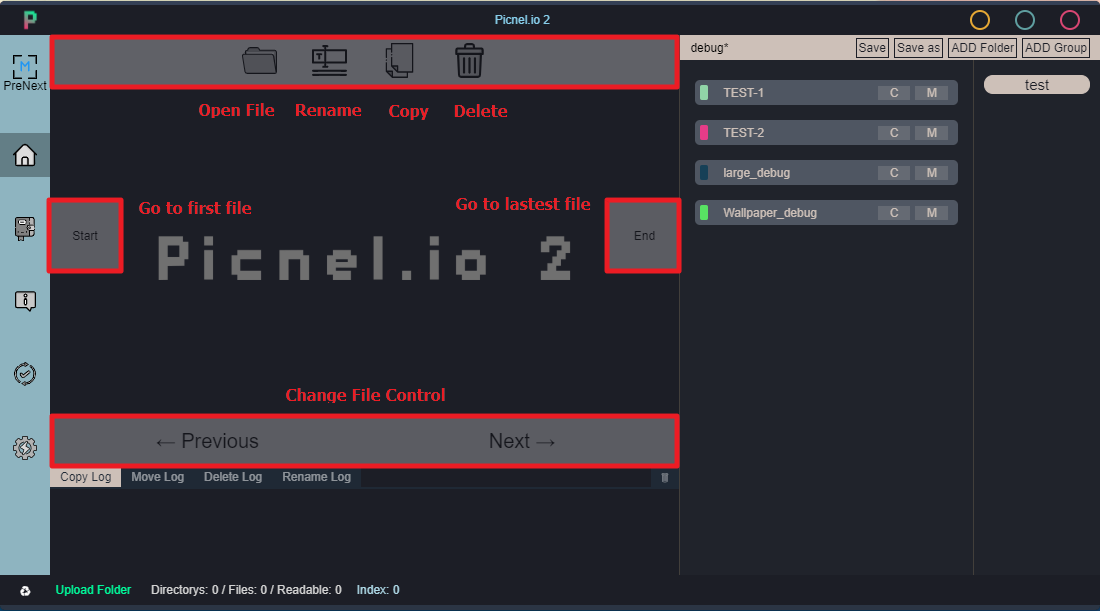 P
Picnel.io 2
M
PreNext
Open File Rename Copy Delete
debug*
Save Save as ADD Folder ADD Group
TEST-1 C M
TEST-2 C M
large_debug C M
Wallpaper_debug C M
test
Start
Go to first file
Go to lastest file
End
Picnel.io 2
Change File Control
← Previous Next →
Copy Log Move Log Delete Log Rename Log
Upload Folder Directorys: 0 / Files: 0 / Readable: 0 Index: 0